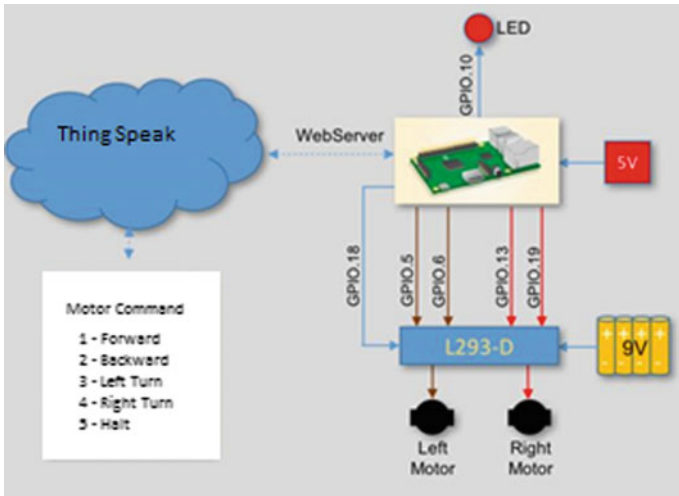 LED
GPIO.10
Thing Speak
WebServer
5V
GPIO.18
GPIO.5
GPIO.6
GPIO.13
GPIO.19
Motor Command
1 - Forward
2 - Backward
3 - Left Turn
4 - Right Turn
5 - Halt
L293-D
9V
Left
Motor
Right
Motor